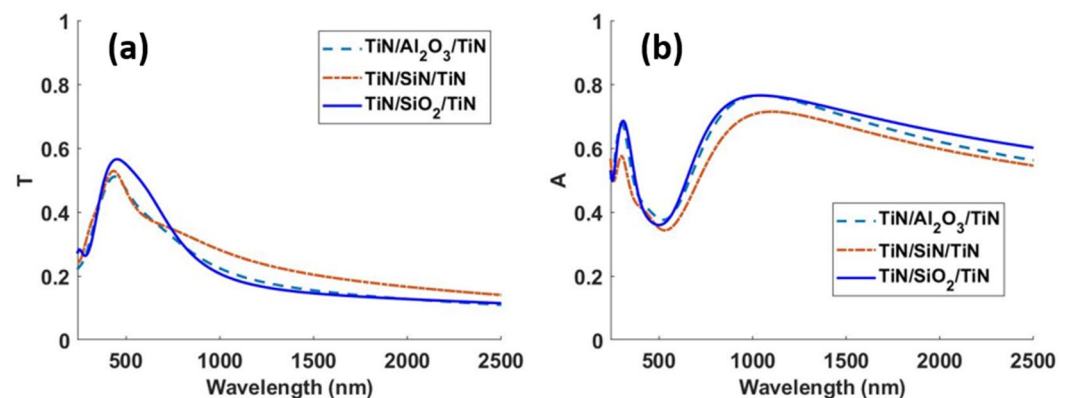 (a)
TiN/Al₂O₃/TiN
TiN/SiN/TiN
TiN/SiO₂/TiN
T
1
0.8
0.6
0.4
0.2
0
500 1000 1500 2000 2500
Wavelength (nm)
(b)
TiN/Al₂O₃/TiN
TiN/SiN/TiN
TiN/SiO₂/TiN
A
1
0.8
0.6
0.4
0.2
0
500 1000 1500 2000 2500
Wavelength (nm)